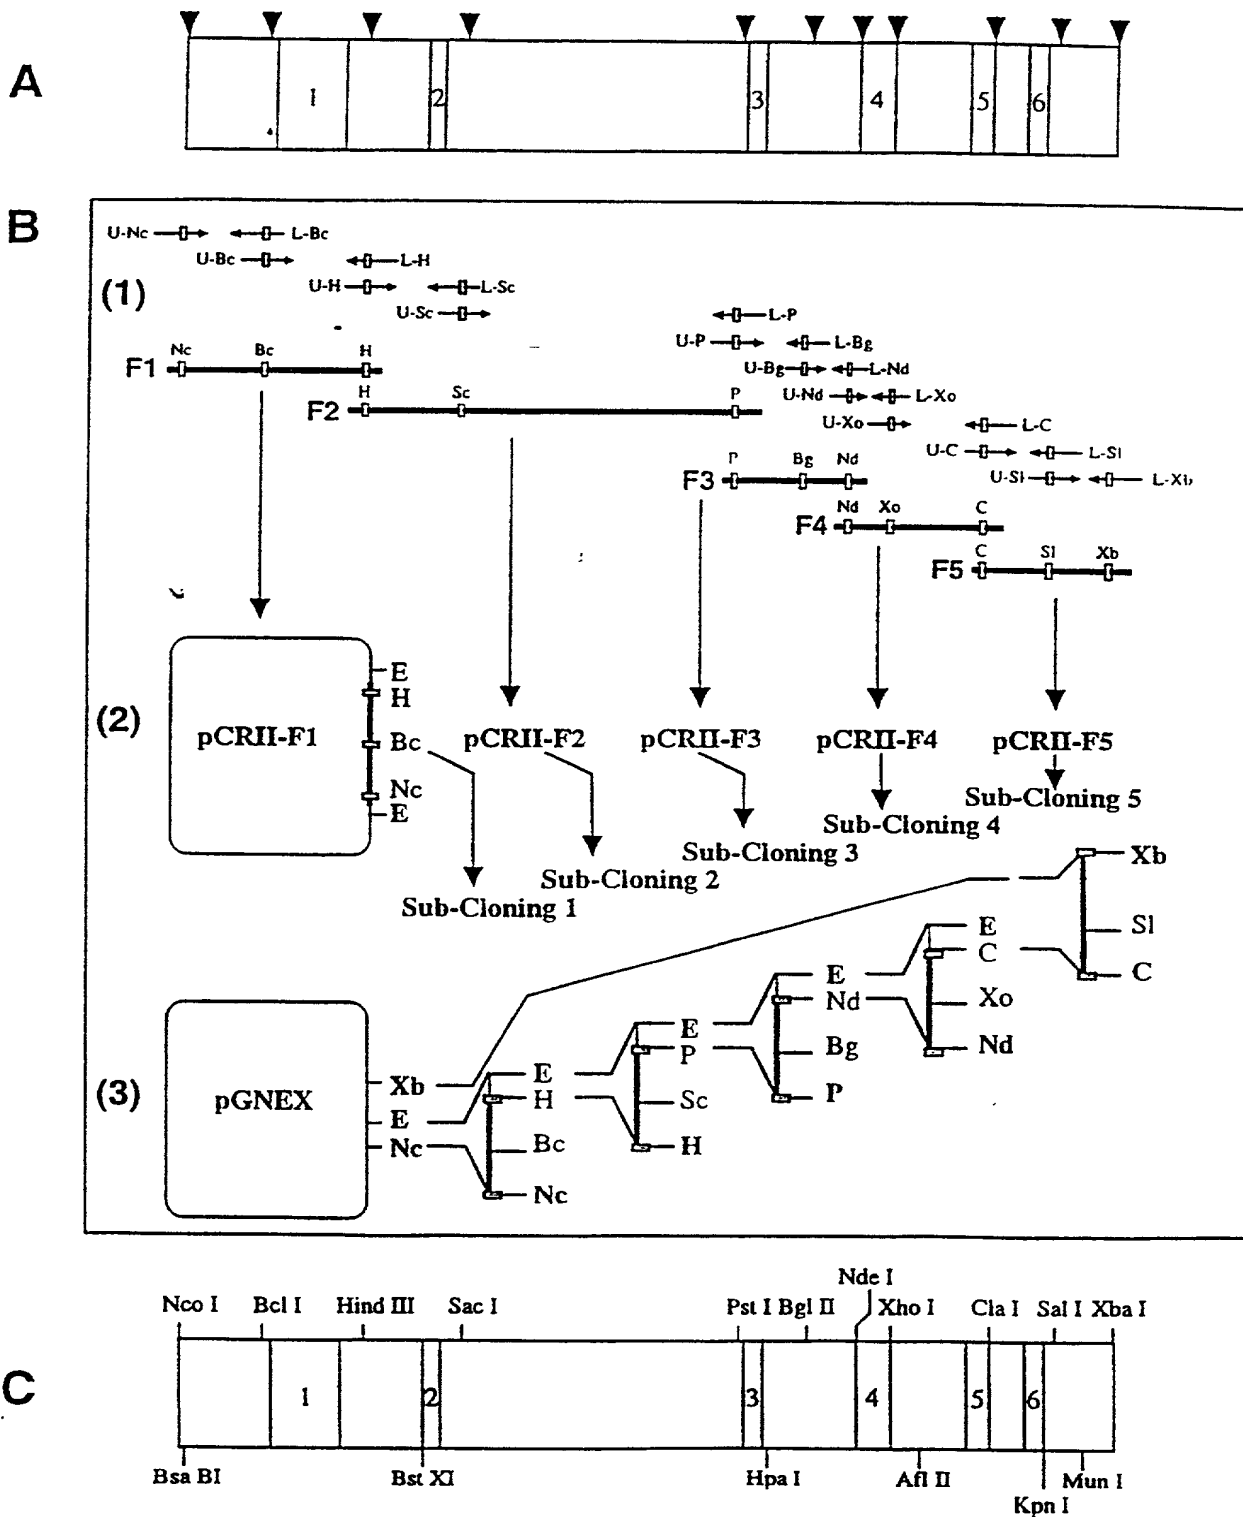 A
1 2 3 4 5 6
B
(1)
U-Nc L-Bc
U-Bc L-H
U-H L-Sc
U-Sc
L-P
U-P L-Bg
U-Bg L-Nd
U-Nd L-Xo
U-Xo L-C
U-C L-Sl
U-Sl L-Xb
Nc Bc H
F1
H Sc P
F2
P Bg Nd
F3
Nd Xo C
F4
C Sl Xb
F5
(2)
pCRII-F1
E
H
Bc
Nc
E
pCRII-F2
pCRII-F3
pCRII-F4
pCRII-F5
Sub-Cloning 5
Sub-Cloning 4
Sub-Cloning 3
Sub-Cloning 2
Sub-Cloning 1
(3)
pGNEX
Xb
E
Nc
E
H
Bc
Nc
E
P
Sc
H
E
Nd
Bg
P
E
C
Xo
Nd
Xb
Sl
C
C
Nde I
Nco I Bcl I Hind III Sac I Pst I Bgl II Xho I Cla I Sal I Xba I
1 2 3 4 5 6
Bsa BI Bst XI Hpa I Afl II Mun I
Kpn I